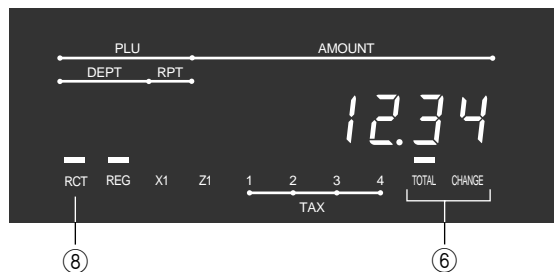 PLU AMOUNT
DEPT RPT
12.34
RCT REG X1 Z1 1 2 3 4 TOTAL CHANGE
TAX
⑧ ⑥